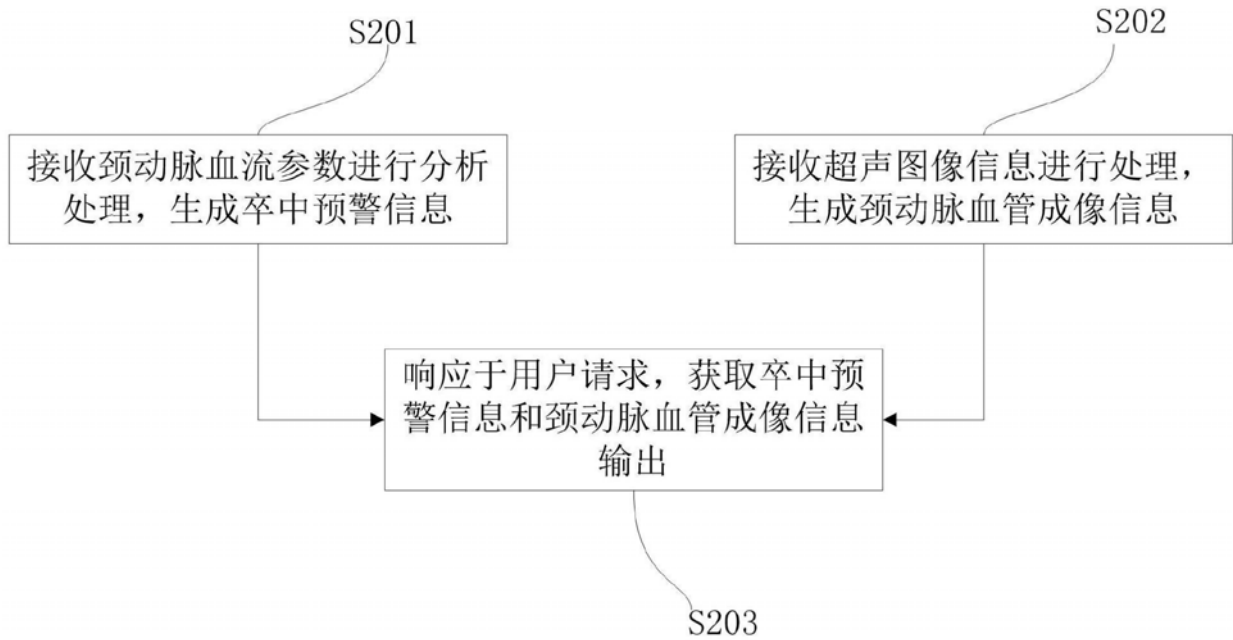 S201
S202
接收颈动脉血流参数进行分析
处理，生成卒中预警信息
接收超声图像信息进行处理，
生成颈动脉血管成像信息
响应于用户请求，获取卒中预
警信息和颈动脉血管成像信息
输出
S203